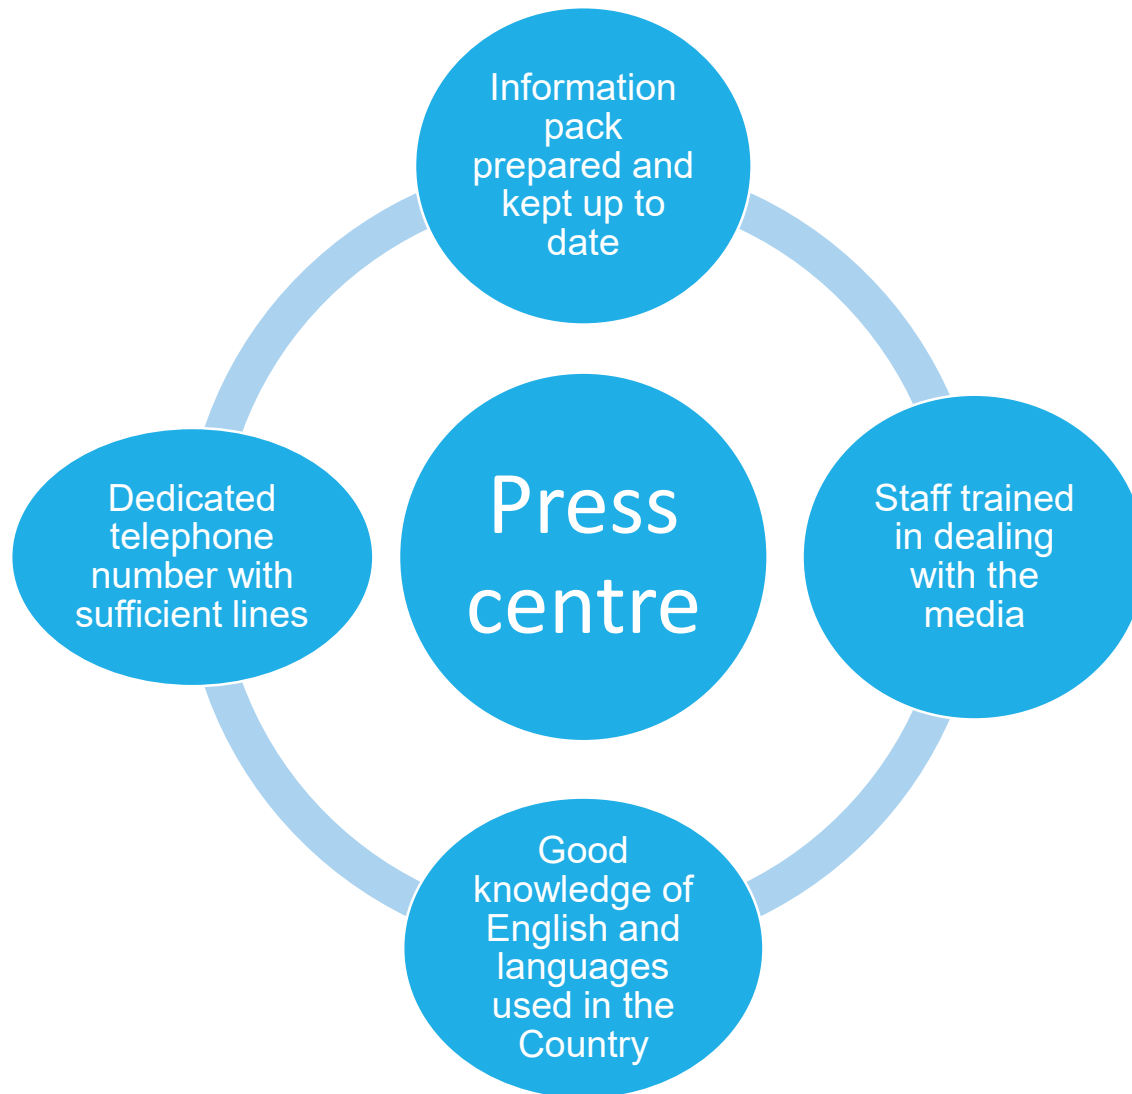 Information
pack
prepared and
kept up to
date
Dedicated
telephone
number with
sufficient lines
Press
centre
Staff trained
in dealing
with the
media
Good
knowledge of
English and
languages
used in the
Country